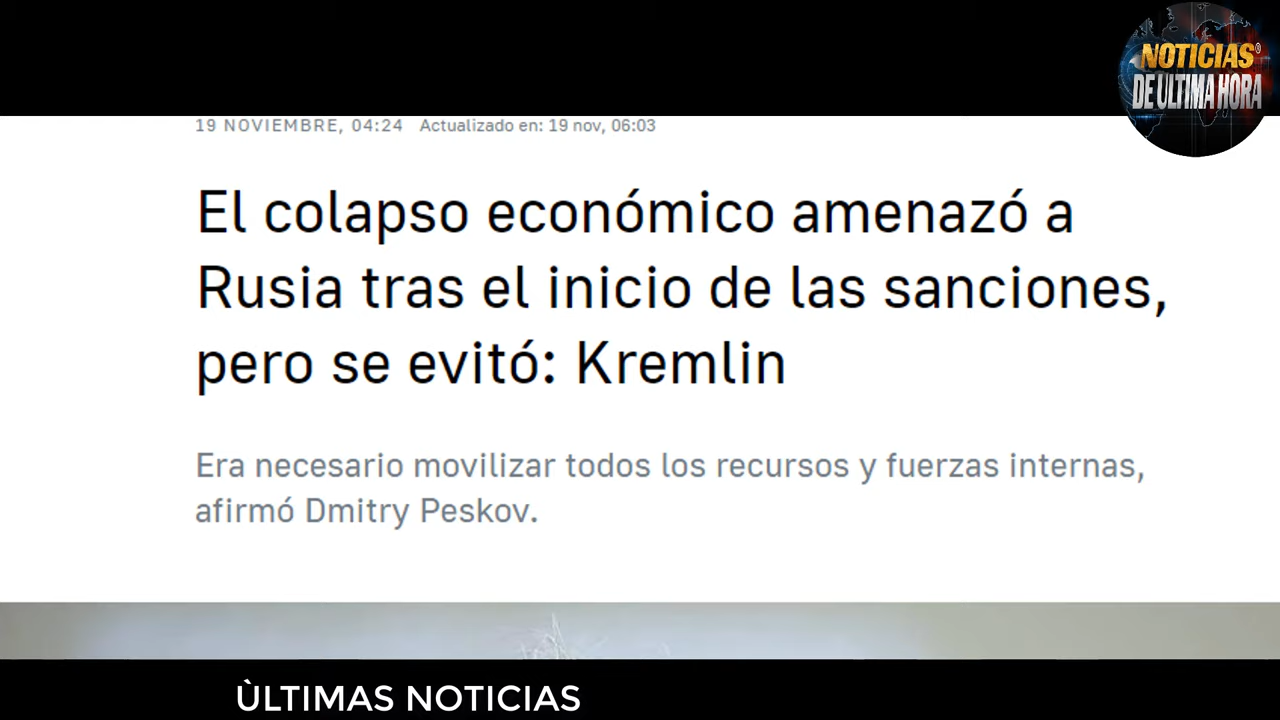 NOTICIAS®
DE ULTIMA HORA
19 NOVIEMBRE, 04:24 Actualizado en: 19 nov, 06:03
El colapso económico amenazó a
Rusia tras el inicio de las sanciones,
pero se evitó: Kremlin
Era necesario movilizar todos los recursos y fuerzas internas,
afirmó Dmitry Peskov.
ÙLTIMAS NOTICIAS